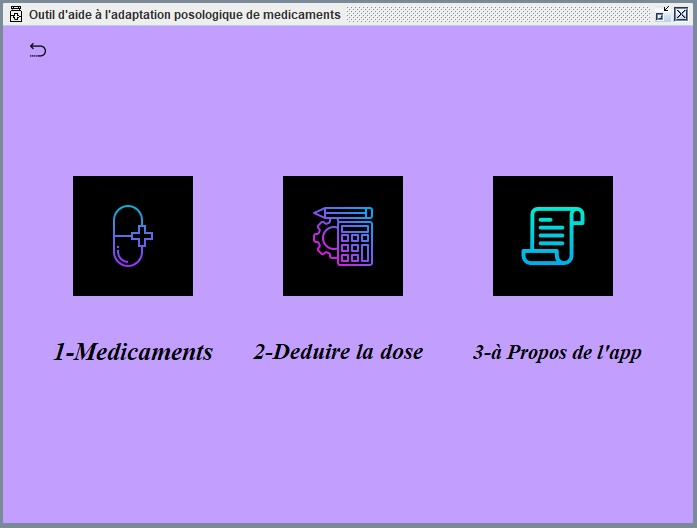 Outil d'aide à l'adaptation posologique de medicaments
1-Medicaments
2-Deduire la dose
3-à Propos de l'app